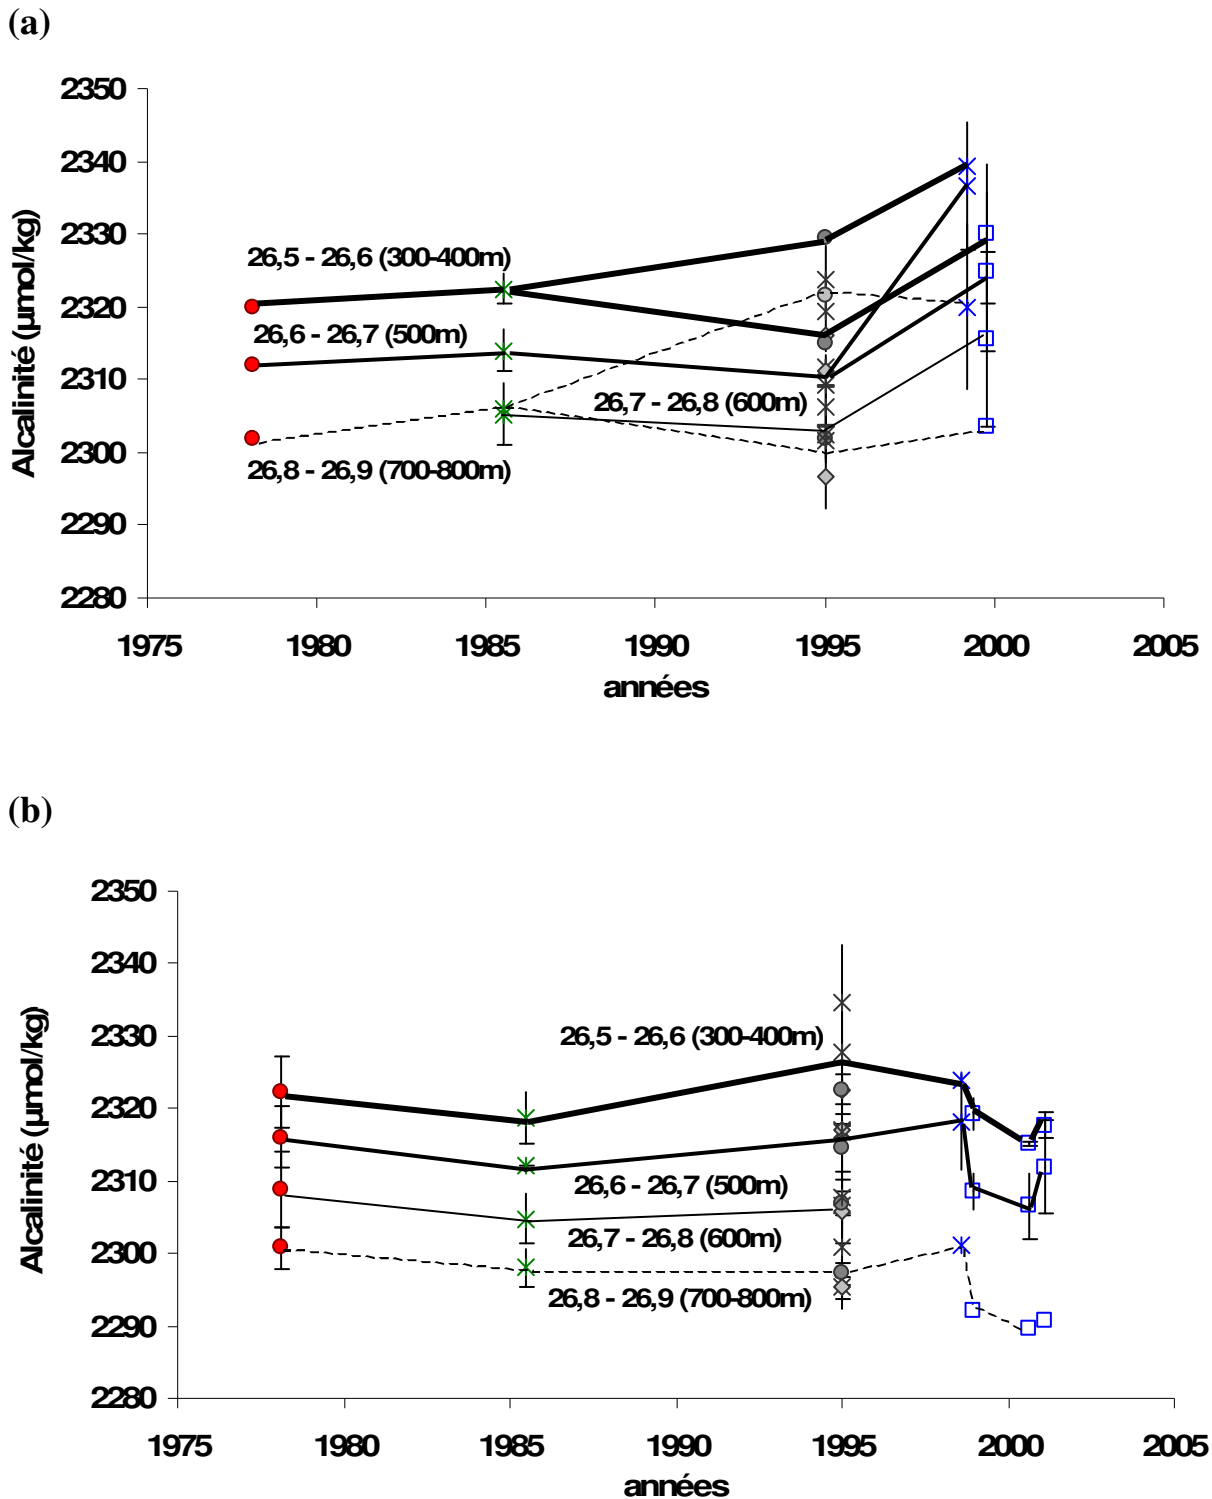 (a)
2350
2340
2330
2320
2310
2300
2290
2280
Alcalinité (µmol/kg)
26,5 - 26,6 (300-400m)
26,6 - 26,7 (500m)
26,7 - 26,8 (600m)
26,8 - 26,9 (700-800m)
1975 1980 1985 1990 1995 2000 2005
années
(b)
2350
2340
2330
2320
2310
2300
2290
2280
Alcalinité (µmol/kg)
26,5 - 26,6 (300-400m)
26,6 - 26,7 (500m)
26,7 - 26,8 (600m)
26,8 - 26,9 (700-800m)
1975 1980 1985 1990 1995 2000 2005
années